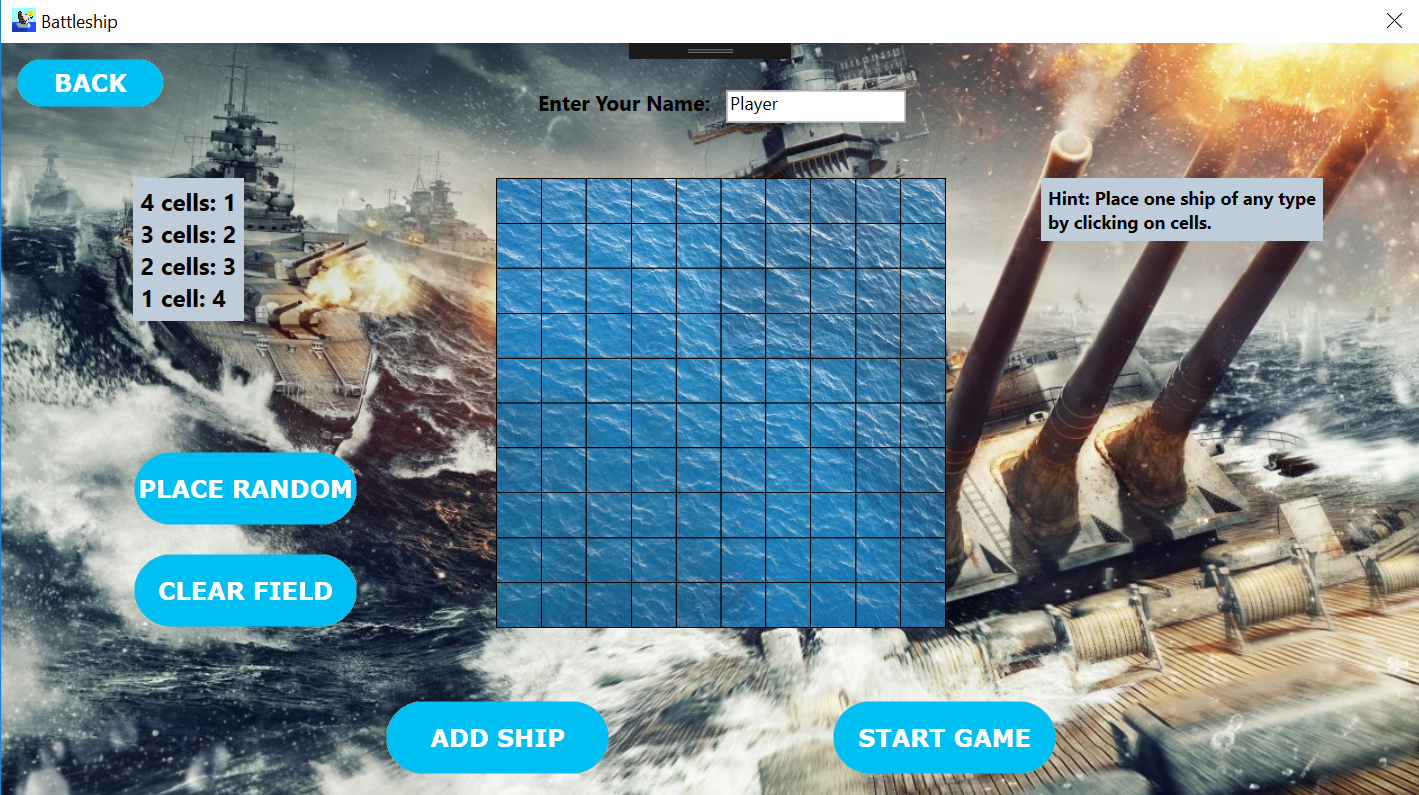 Battleship
BACK
Enter Your Name:
Player
4 cells: 1
3 cells: 2
2 cells: 3
1 cell: 4
Hint: Place one ship of any type
by clicking on cells.
PLACE RANDOM
CLEAR FIELD
ADD SHIP
START GAME